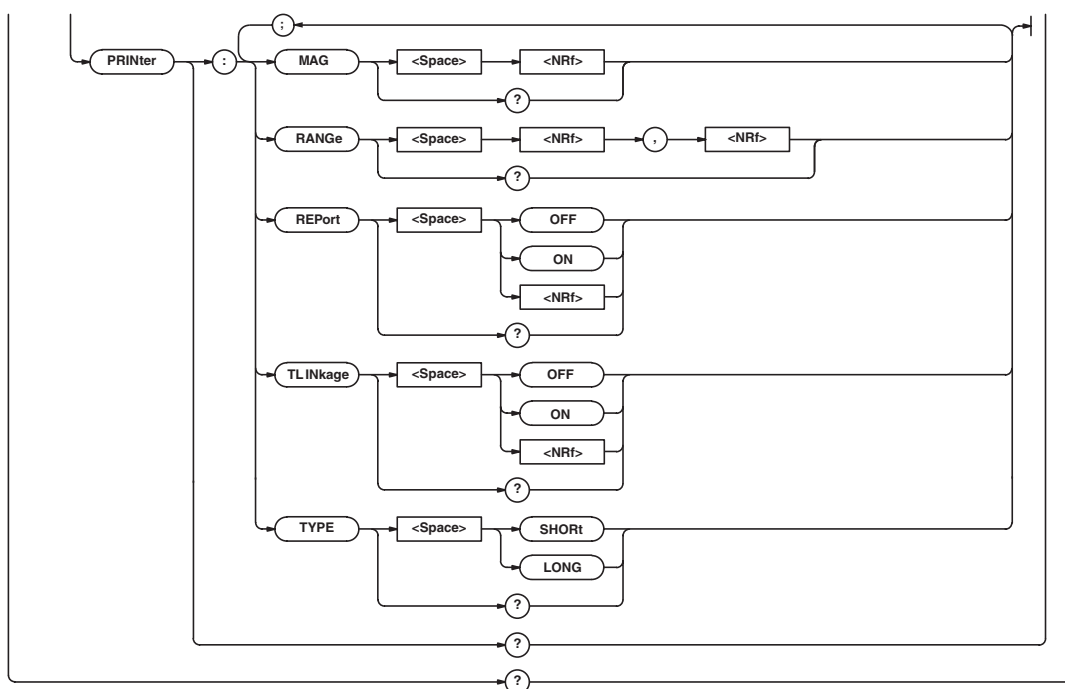 ;
PRINter : MAG <Space> <NRf>
?
RANGe <Space> <NRf> , <NRf>
?
REPort <Space> OFF
ON
<NRf>
?
TLINkage <Space> OFF
ON
<NRf>
?
TYPE <Space> SHORt
LONG
?
?
?